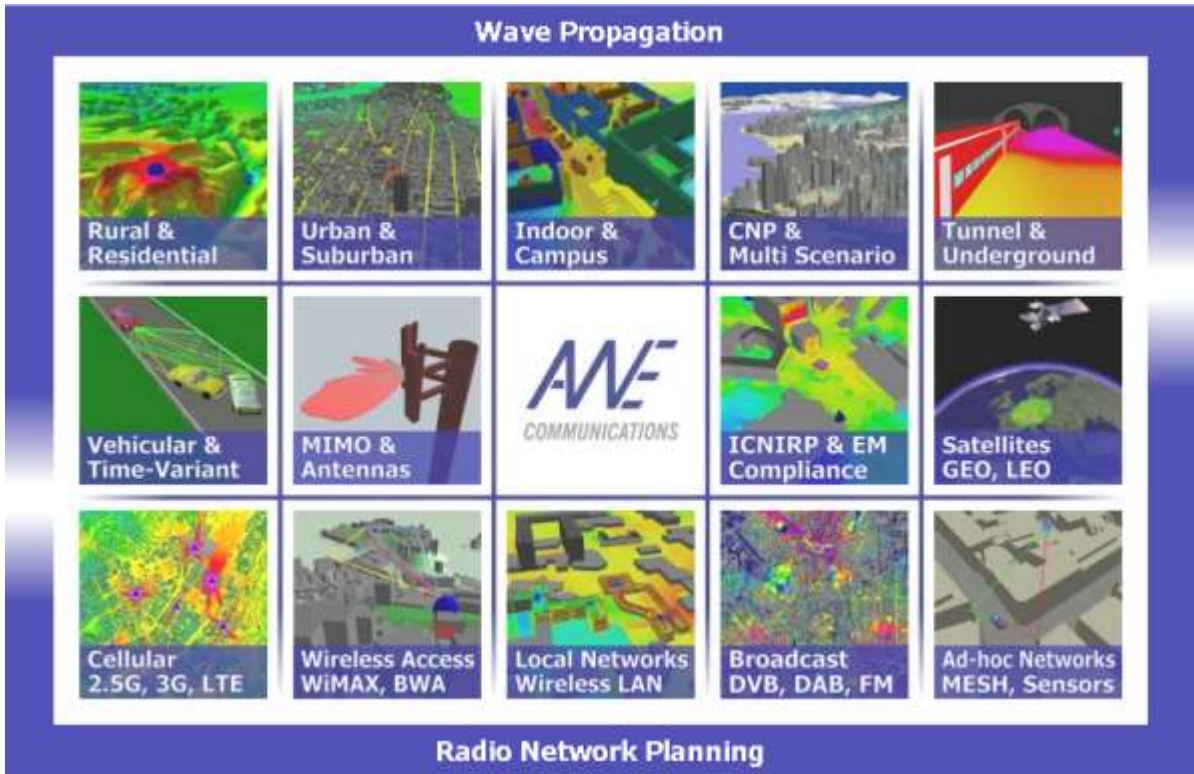 Wave Propagation
Rural &
Residential
Urban &
Suburban
Indoor &
Campus
CNP &
Multi Scenario
Tunnel &
Underground
Vehicular &
Time-Variant
MIMO &
Antennas
AWE
COMMUNICATIONS
ICNIRP & EM
Compliance
Satellites
GEO, LEO
Cellular
2.5G, 3G, LTE
Wireless Access
WiMAX, BWA
Local Networks
Wireless LAN
Broadcast
DVB, DAB, FM
Ad-hoc Networks
MESH, Sensors
Radio Network Planning